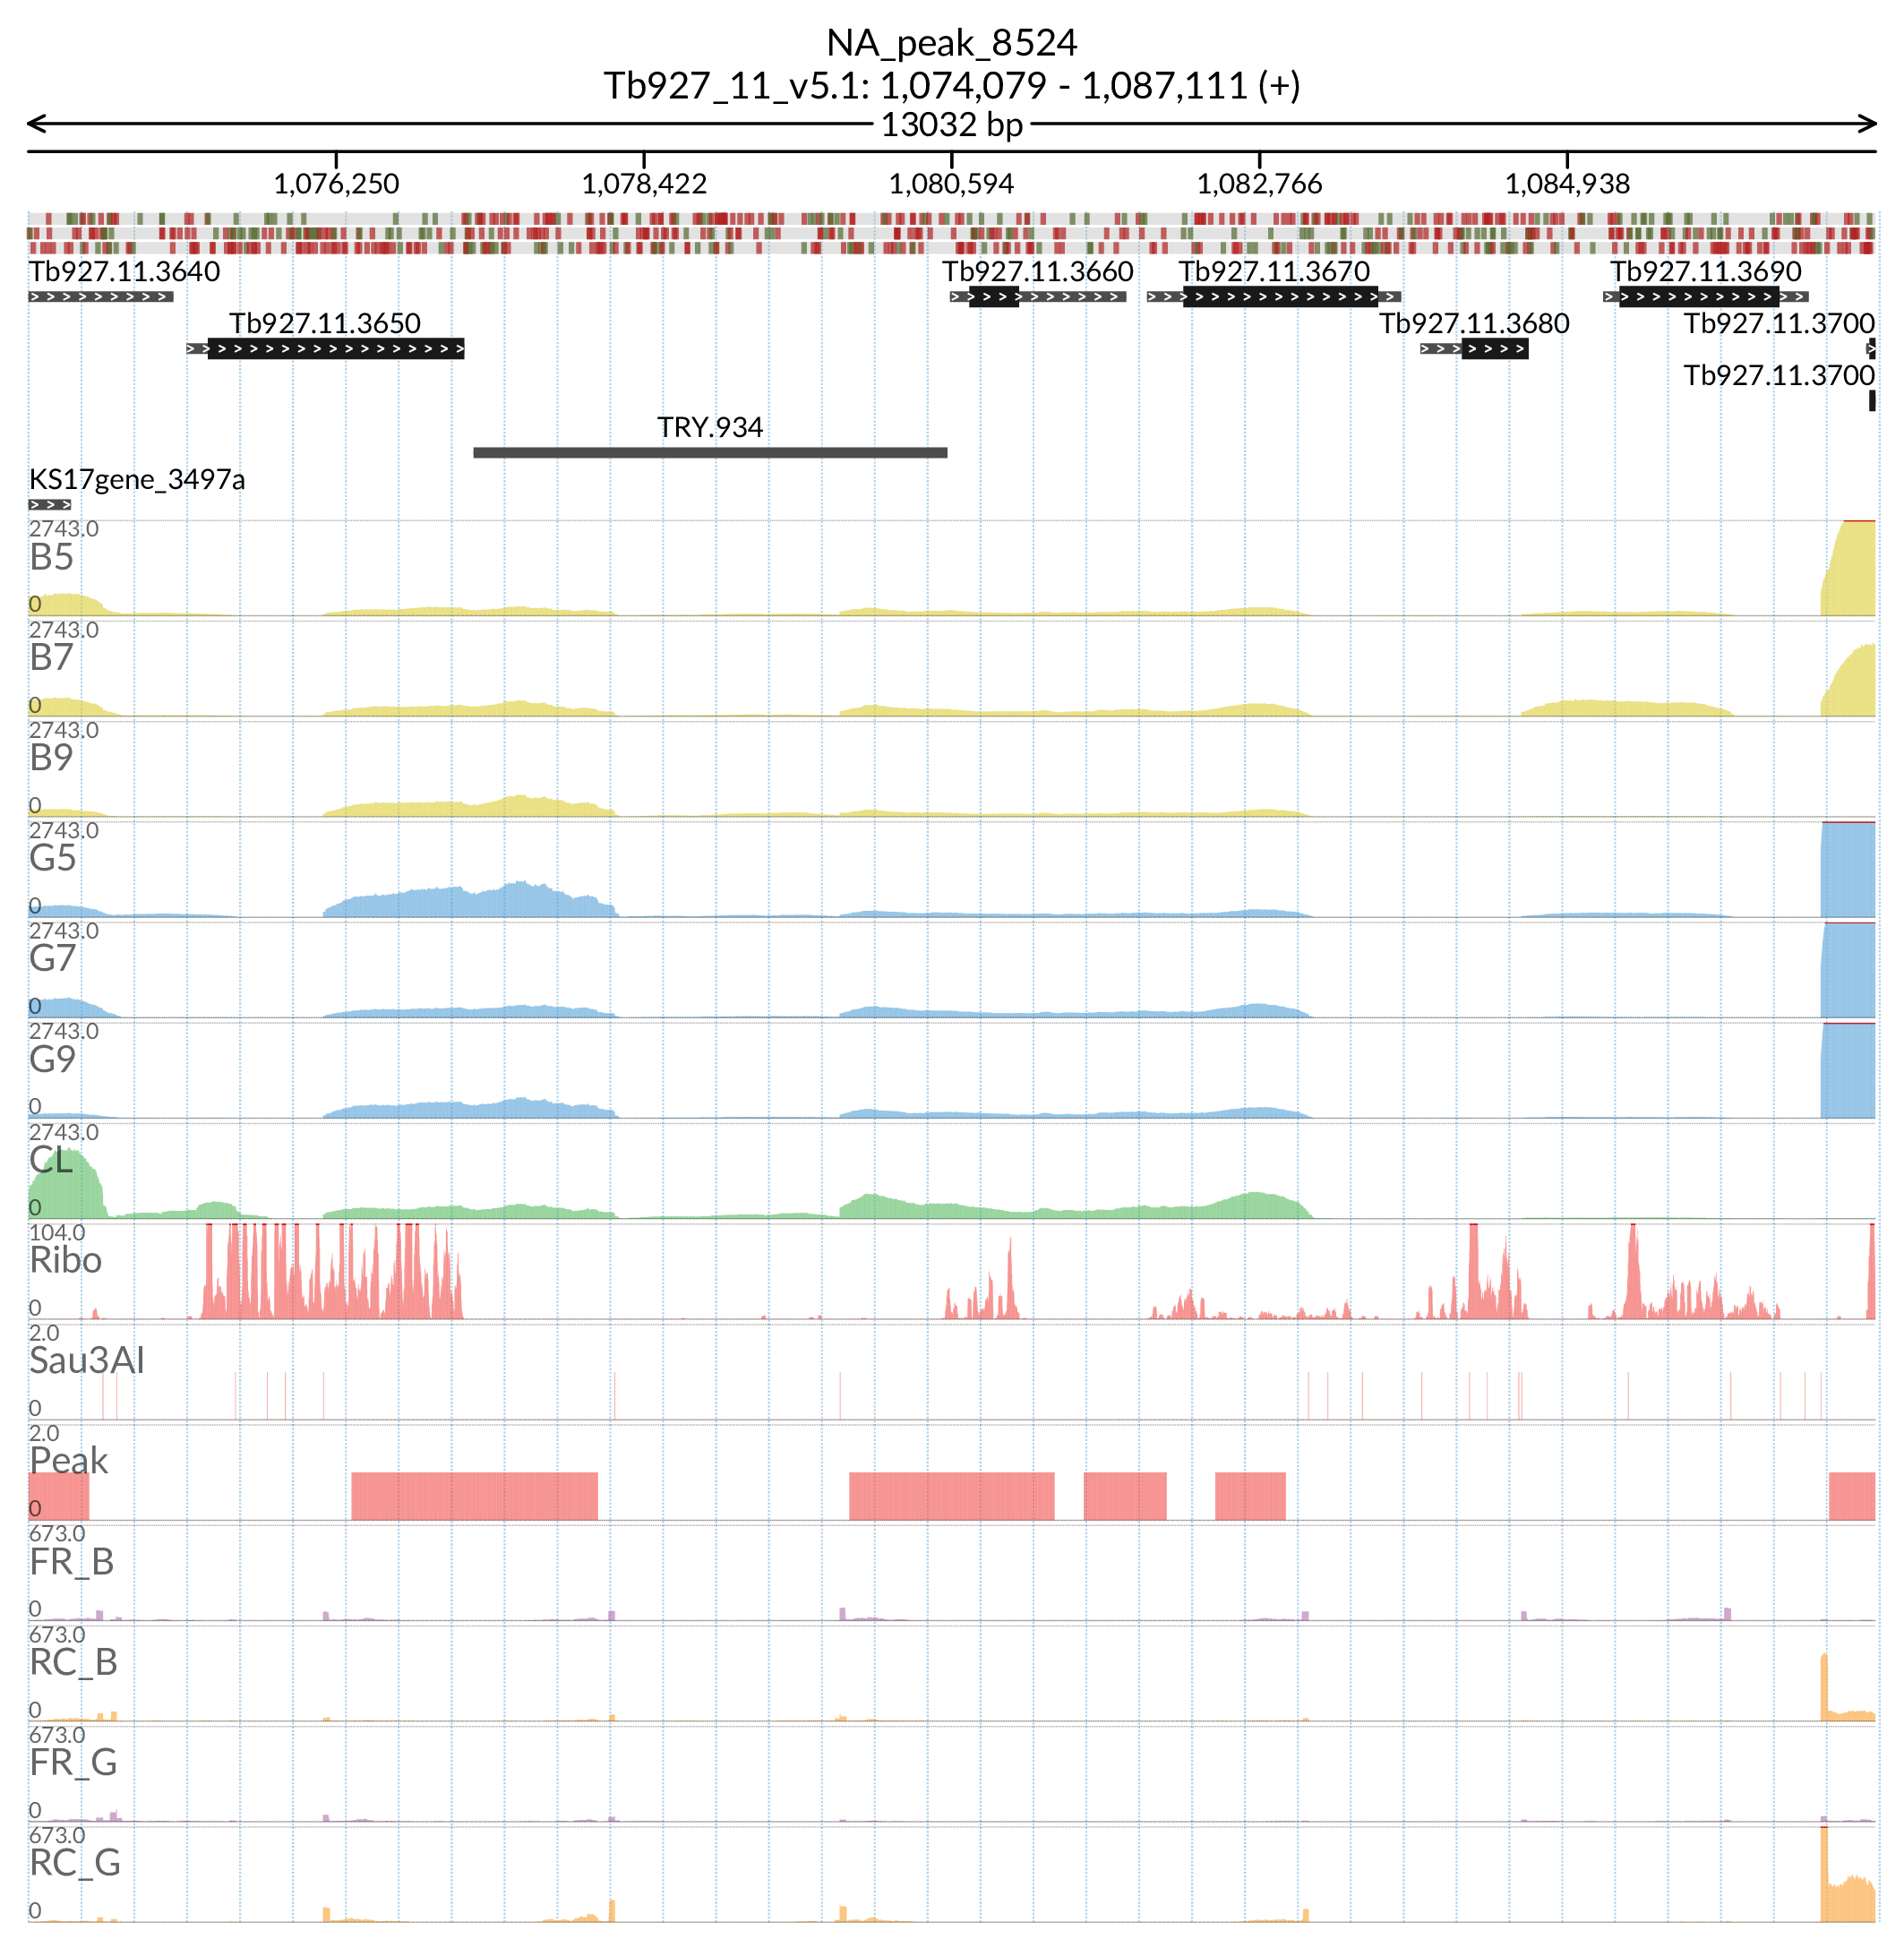 NA_peak_8524
Tb927_11_v5.1: 1,074,079 - 1,087,111 (+)
13032 bp
1,076,250 1,078,422 1,080,594 1,082,766 1,084,938
Tb927.11.3640 Tb927.11.3660 Tb927.11.3670 Tb927.11.3690
Tb927.11.3650 Tb927.11.3680 Tb927.11.3700
Tb927.11.3700
TRY.934
KS17gene_3497a
2743.0
B5
0
2743.0
B7
0
2743.0
B9
0
2743.0
G5
0
2743.0
G7
0
2743.0
G9
0
2743.0
CL
0
104.0
Ribo
0
2.0
Sau3AI
0
2.0
Peak
0
673.0
FR_B
0
673.0
RC_B
0
673.0
FR_G
0
673.0
RC_G
0